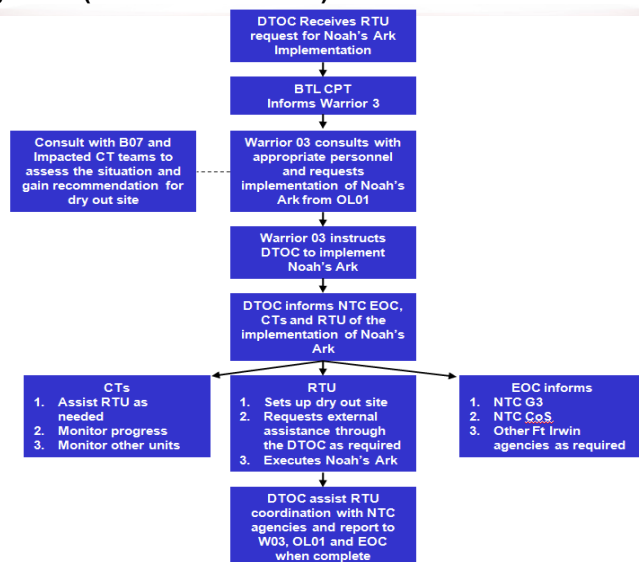 DTOC Receives RTU
request for Noah's Ark
Implementation
BTL CPT
Informs Warrior 3
Consult with B07 and
Impacted CT teams to
assess the situation and
gain recommendation for
dry out site
Warrior 03 consults with
appropriate personnel
and requests
implementation of Noah's
Ark from OL01
Warrior 03 instructs
DTOC to implement
Noah's Ark
DTOC informs NTC EOC,
CTs and RTU of the
implementation of Noah's
Ark
CTs
1. Assist RTU as
needed
2. Monitor progress
3. Monitor other units
RTU
1. Sets up dry out site
2. Requests external
assistance through
the DTOC as required
3. Executes Noah's Ark
EOC informs
1. NTC G3
2. NTC CoS
3. Other Ft Irwin
agencies as required
DTOC assist RTU
coordination with NTC
agencies and report to
W03, OL01 and EOC
when complete